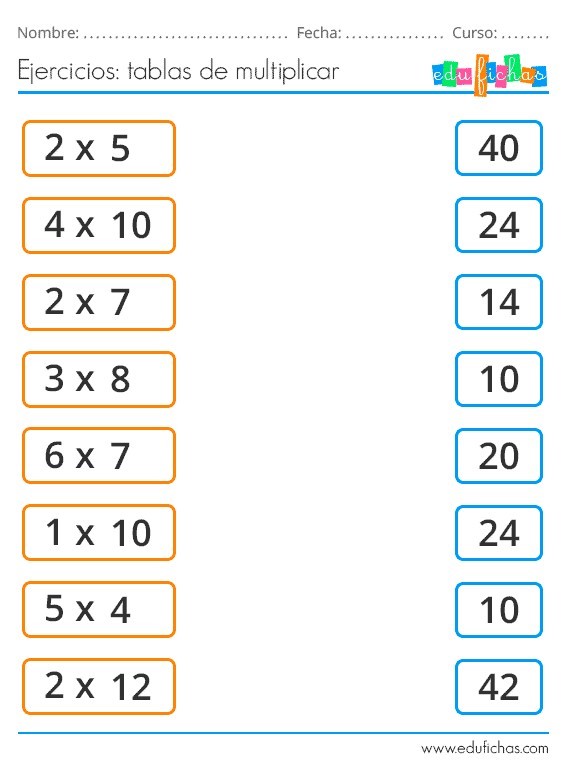 Nombre: ............................... Fecha: ............... Curso: ........
Ejercicios: tablas de multiplicar edufichas
2 x 5 40
4 x 10 24
2 x 7 14
3 x 8 10
6 x 7 20
1 x 10 24
5 x 4 10
2 x 12 42
www.edufichas.com